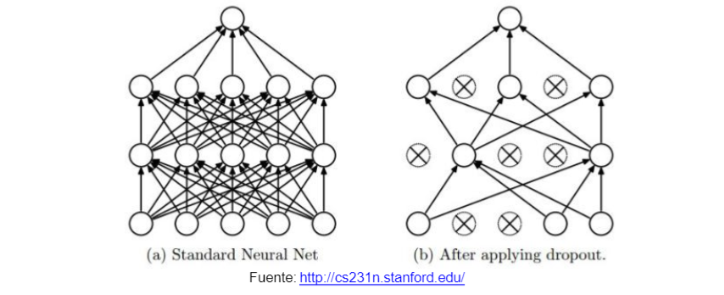 (a) Standard Neural Net
(b) After applying dropout.
Fuente: http://cs231n.stanford.edu/